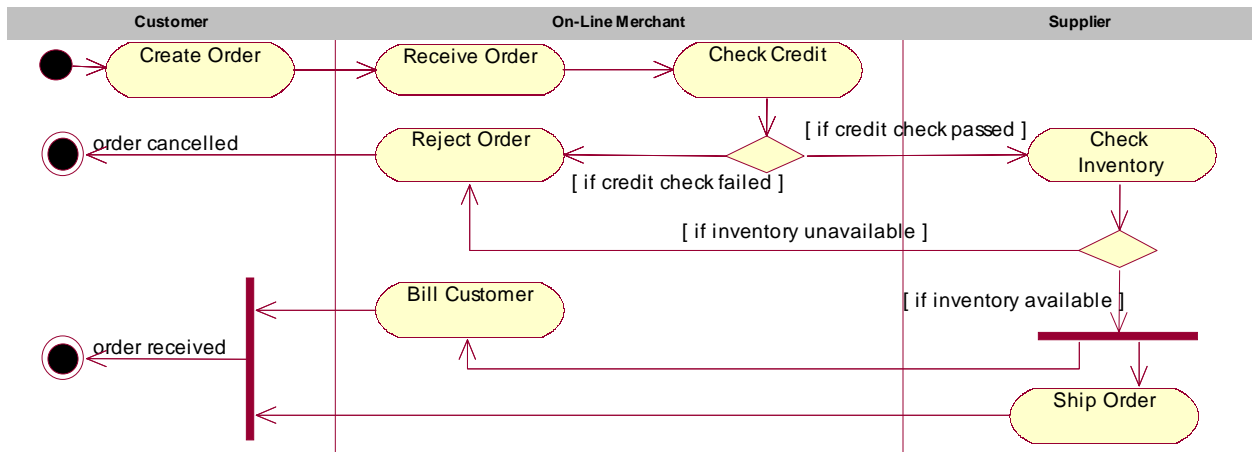 Customer
On-Line Merchant
Supplier
Create Order
Receive Order
Check Credit
order cancelled
Reject Order
[ if credit check passed ]
Check
Inventory
[ if credit check failed ]
[ if inventory unavailable ]
Bill Customer
[ if inventory available ]
order received
Ship Order